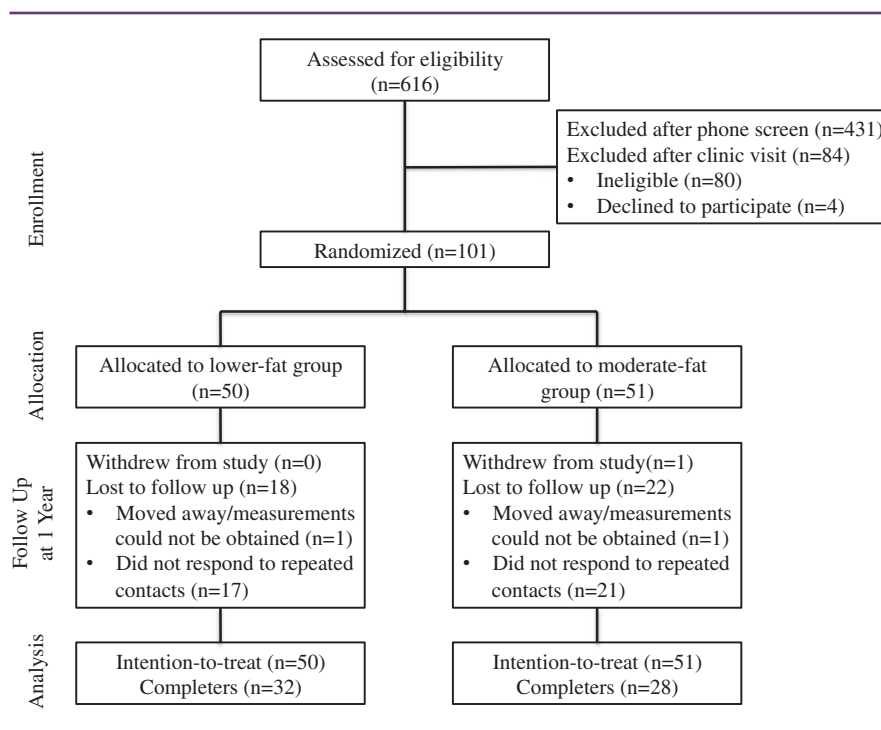 Assessed for eligibility
(n=616)
Excluded after phone screen (n=431)
Excluded after clinic visit (n=84)
• Ineligible (n=80)
• Declined to participate (n=4)
Enrollment
Randomized (n=101)
Allocation
Allocated to lower-fat group
(n=50)
Allocated to moderate-fat
group (n=51)
Follow Up
at 1 Year
Withdrew from study (n=0)
Lost to follow up (n=18)
• Moved away/measurements
could not be obtained (n=1)
• Did not respond to repeated
contacts (n=17)
Withdrew from study(n=1)
Lost to follow up (n=22)
• Moved away/measurements
could not be obtained (n=1)
• Did not respond to repeated
contacts (n=21)
Analysis
Intention-to-treat (n=50)
Completers (n=32)
Intention-to-treat (n=51)
Completers (n=28)